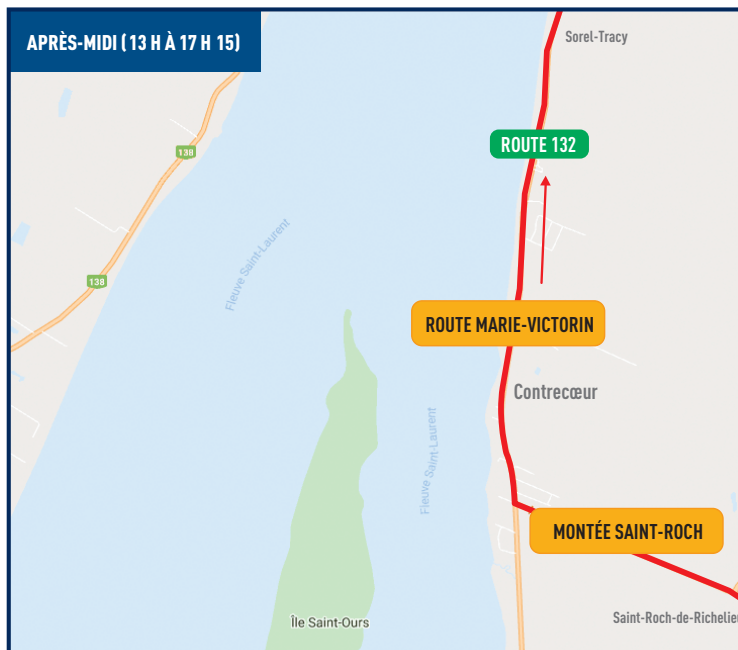 APRÈS-MIDI (13 H À 17 H 15)
Sorel-Tracy
138
ROUTE 132
Fleuve Saint-Laurent
138
ROUTE MARIE-VICTORIN
Contrecœur
Fleuve Saint-Laurent
MONTÉE SAINT-ROCH
Île Saint-Ours
Saint-Roch-de-Richelieu